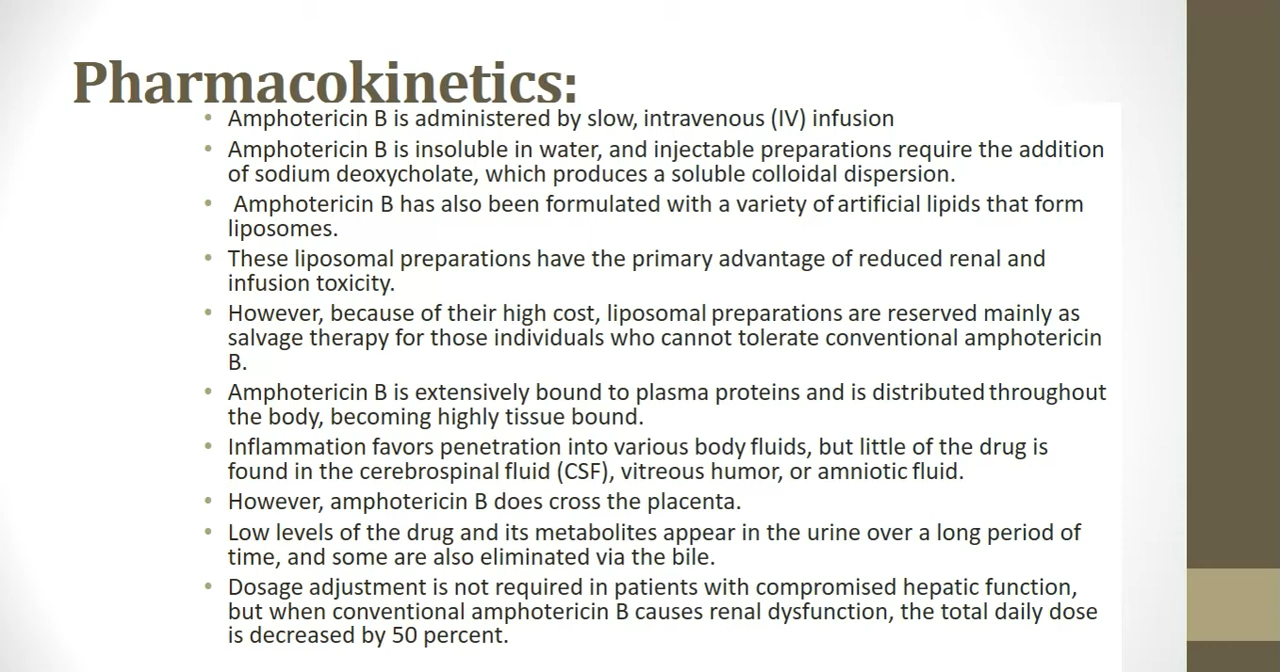 Pharmacokinetics:
• Amphotericin B is administered by slow, intravenous (IV) infusion
• Amphotericin B is insoluble in water, and injectable preparations require the addition
of sodium deoxycholate, which produces a soluble colloidal dispersion.
• Amphotericin B has also been formulated with a variety of artificial lipids that form
liposomes.
• These liposomal preparations have the primary advantage of reduced renal and
infusion toxicity.
• However, because of their high cost, liposomal preparations are reserved mainly as
salvage therapy for those individuals who cannot tolerate conventional amphotericin
B.
• Amphotericin B is extensively bound to plasma proteins and is distributed throughout
the body, becoming highly tissue bound.
• Inflammation favors penetration into various body fluids, but little of the drug is
found in the cerebrospinal fluid (CSF), vitreous humor, or amniotic fluid.
• However, amphotericin B does cross the placenta.
• Low levels of the drug and its metabolites appear in the urine over a long period of
time, and some are also eliminated via the bile.
• Dosage adjustment is not required in patients with compromised hepatic function,
but when conventional amphotericin B causes renal dysfunction, the total daily dose
is decreased by 50 percent.